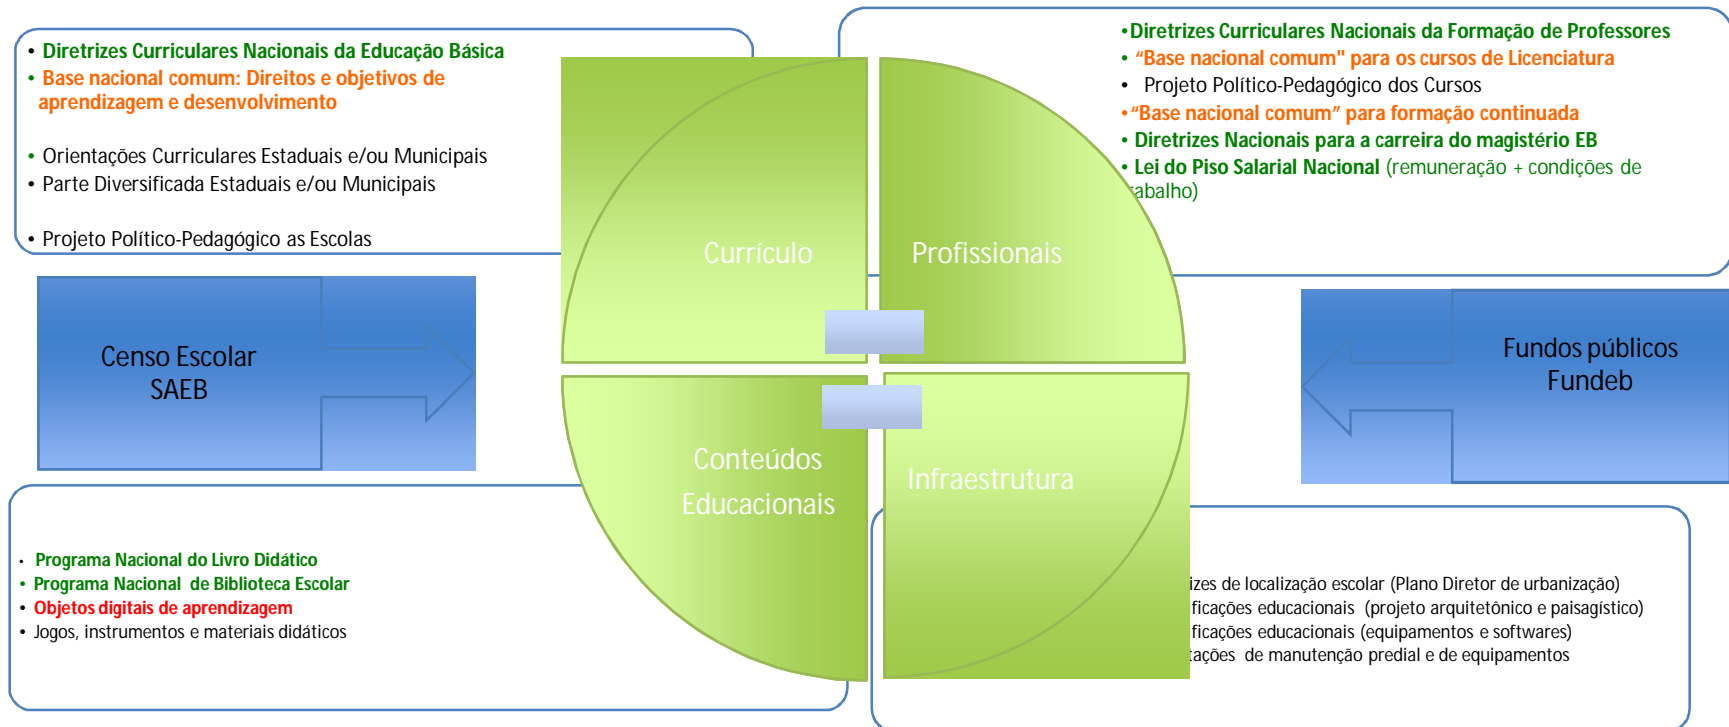 • Diretrizes Curriculares Nacionais da Educação Básica
• Base nacional comum: Direitos e objetivos de
aprendizagem e desenvolvimento
• Orientações Curriculares Estaduais e/ou Municipais
• Parte Diversificada Estaduais e/ou Municipais
• Projeto Político-Pedagógico as Escolas
•Diretrizes Curriculares Nacionais da Formação de Professores
• “Base nacional comum" para os cursos de Licenciatura
• Projeto Político-Pedagógico dos Cursos
• “Base nacional comum” para formação continuada
• Diretrizes Nacionais para a carreira do magistério EB
• Lei do Piso Salarial Nacional (remuneração + condições de
rabalho)
Currículo
Profissionais
Censo Escolar
SAEB
Fundos públicos
Fundeb
Conteúdos
Educacionais
Infraestrutura
• Programa Nacional do Livro Didático
• Programa Nacional de Biblioteca Escolar
• Objetos digitais de aprendizagem
• Jogos, instrumentos e materiais didáticos
izes de localização escolar (Plano Diretor de urbanização)
ificações educacionais (projeto arquitetônico e paisagístico)
ificações educacionais (equipamentos e softwares)
tações de manutenção predial e de equipamentos